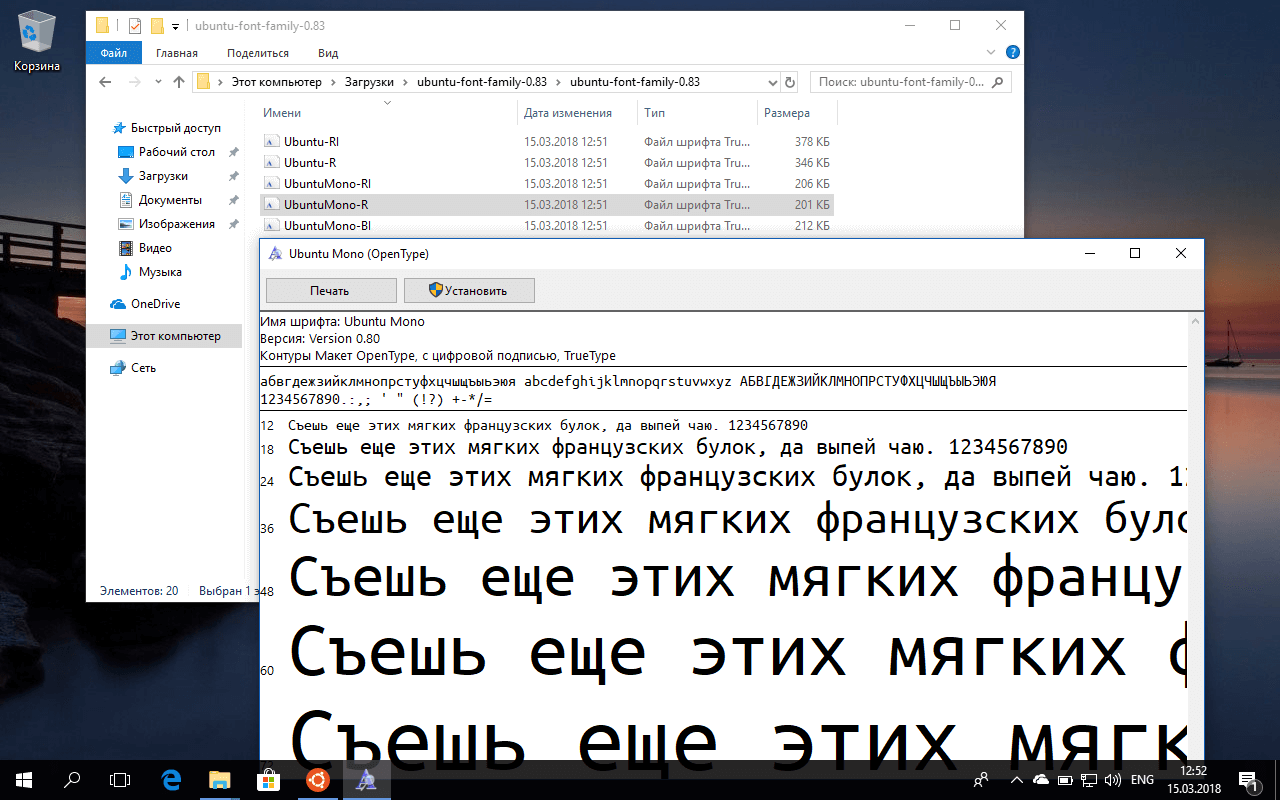 Корзина
ubuntu-font-family-0.83
Файл Главная Поделиться Вид
Этот компьютер Загрузки ubuntu-font-family-0.83 ubuntu-font-family-0.83 Поиск: ubuntu-font-family-0...
Имени Дата изменения Тип Размера
Быстрый доступ
Рабочий стол
Загрузки
Документы
Изображения
Видео
Музыка
OneDrive
Этот компьютер
Сеть
Ubuntu-RI 15.03.2018 12:51 Файл шрифта Tru... 378 КБ
Ubuntu-R 15.03.2018 12:51 Файл шрифта Tru... 346 КБ
UbuntuMono-RI 15.03.2018 12:51 Файл шрифта Tru... 206 КБ
UbuntuMono-R 15.03.2018 12:51 Файл шрифта Tru... 201 КБ
UbuntuMono-BI 15.03.2018 12:51 Файл шрифта Tru... 212 КБ
Элементов: 20 Выбран 1 э
Ubuntu Mono (OpenType)
Печать Установить
Имя шрифта: Ubuntu Mono
Версия: Version 0.80
Контуры Макет OpenType, с цифровой подписью, TrueType
абвгдежзийклмнопрстуфхцчшщъыьэюя abcdefghijklmnopqrstuvwxyz АБВГДЕЖЗИЙКЛМНОПРСТУФХЦЧШЩЪЫЬЭЮЯ
1234567890.:,; ' " (!?) +-*/=
12 Съешь еще этих мягких французских булок, да выпей чаю. 1234567890
18 Съешь еще этих мягких французских булок, да выпей чаю. 1234567890
24 Съешь еще этих мягких французских булок, да выпей чаю. 12
36 Съешь еще этих мягких французских було
48 Съешь еще этих мягких францу
60 Съешь еще этих мягких ф
Съешь еще этих мягк
ENG
12:52
15.03.2018
1